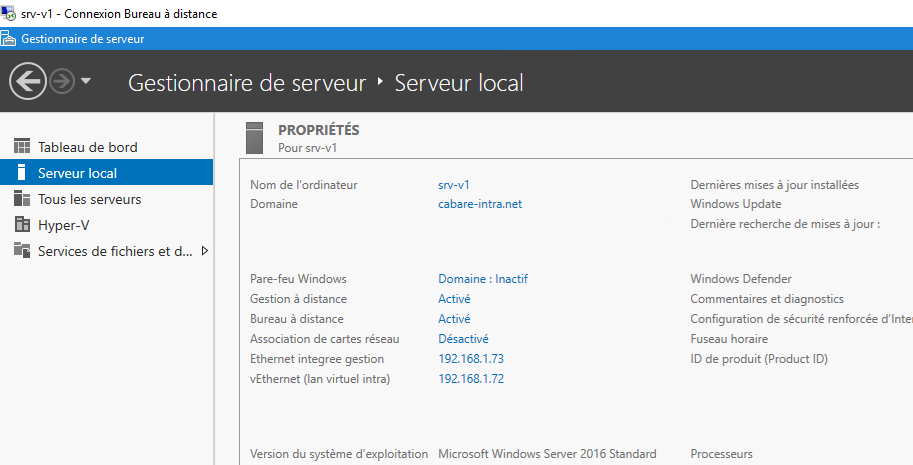 srv-v1 - Connexion Bureau à distance
Gestionnaire de serveur
Gestionnaire de serveur ‣ Serveur local
Tableau de bord
Serveur local
Tous les serveurs
Hyper-V
Services de fichiers et d...
PROPRIÉTÉS
Pour srv-v1
Nom de l'ordinateur srv-v1 Dernières mises à jour installées
Domaine cabare-intra.net Windows Update
Dernière recherche de mises à jour :
Pare-feu Windows Domaine : Inactif Windows Defender
Gestion à distance Activé Commentaires et diagnostics
Bureau à distance Activé Configuration de sécurité renforcée d'Inte
Association de cartes réseau Désactivé Fuseau horaire
Ethernet integree gestion 192.168.1.73 ID de produit (Product ID)
vEthernet (lan virtuel intra) 192.168.1.72
Version du système d'exploitation Microsoft Windows Server 2016 Standard Processeurs